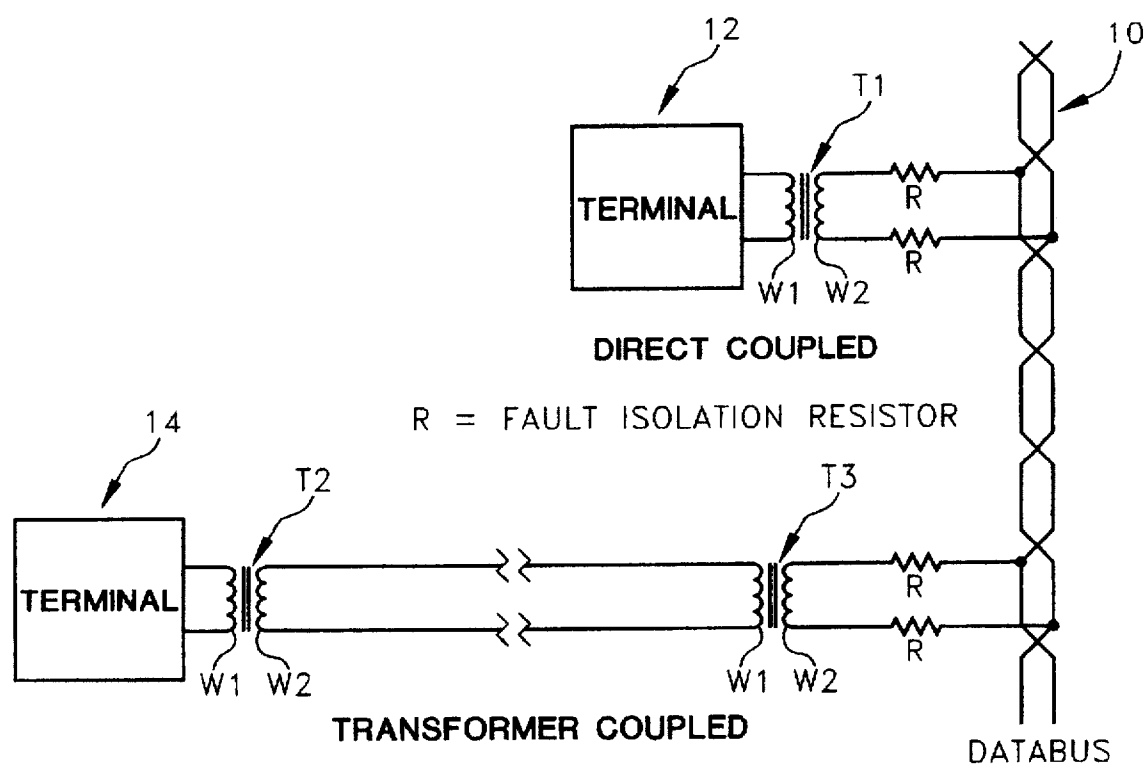 12
10
T1
TERMINAL
R
R
W1 W2
DIRECT COUPLED
R = FAULT ISOLATION RESISTOR
14
T2
T3
TERMINAL
R
R
W1 W2
W1 W2
TRANSFORMER COUPLED
DATABUS